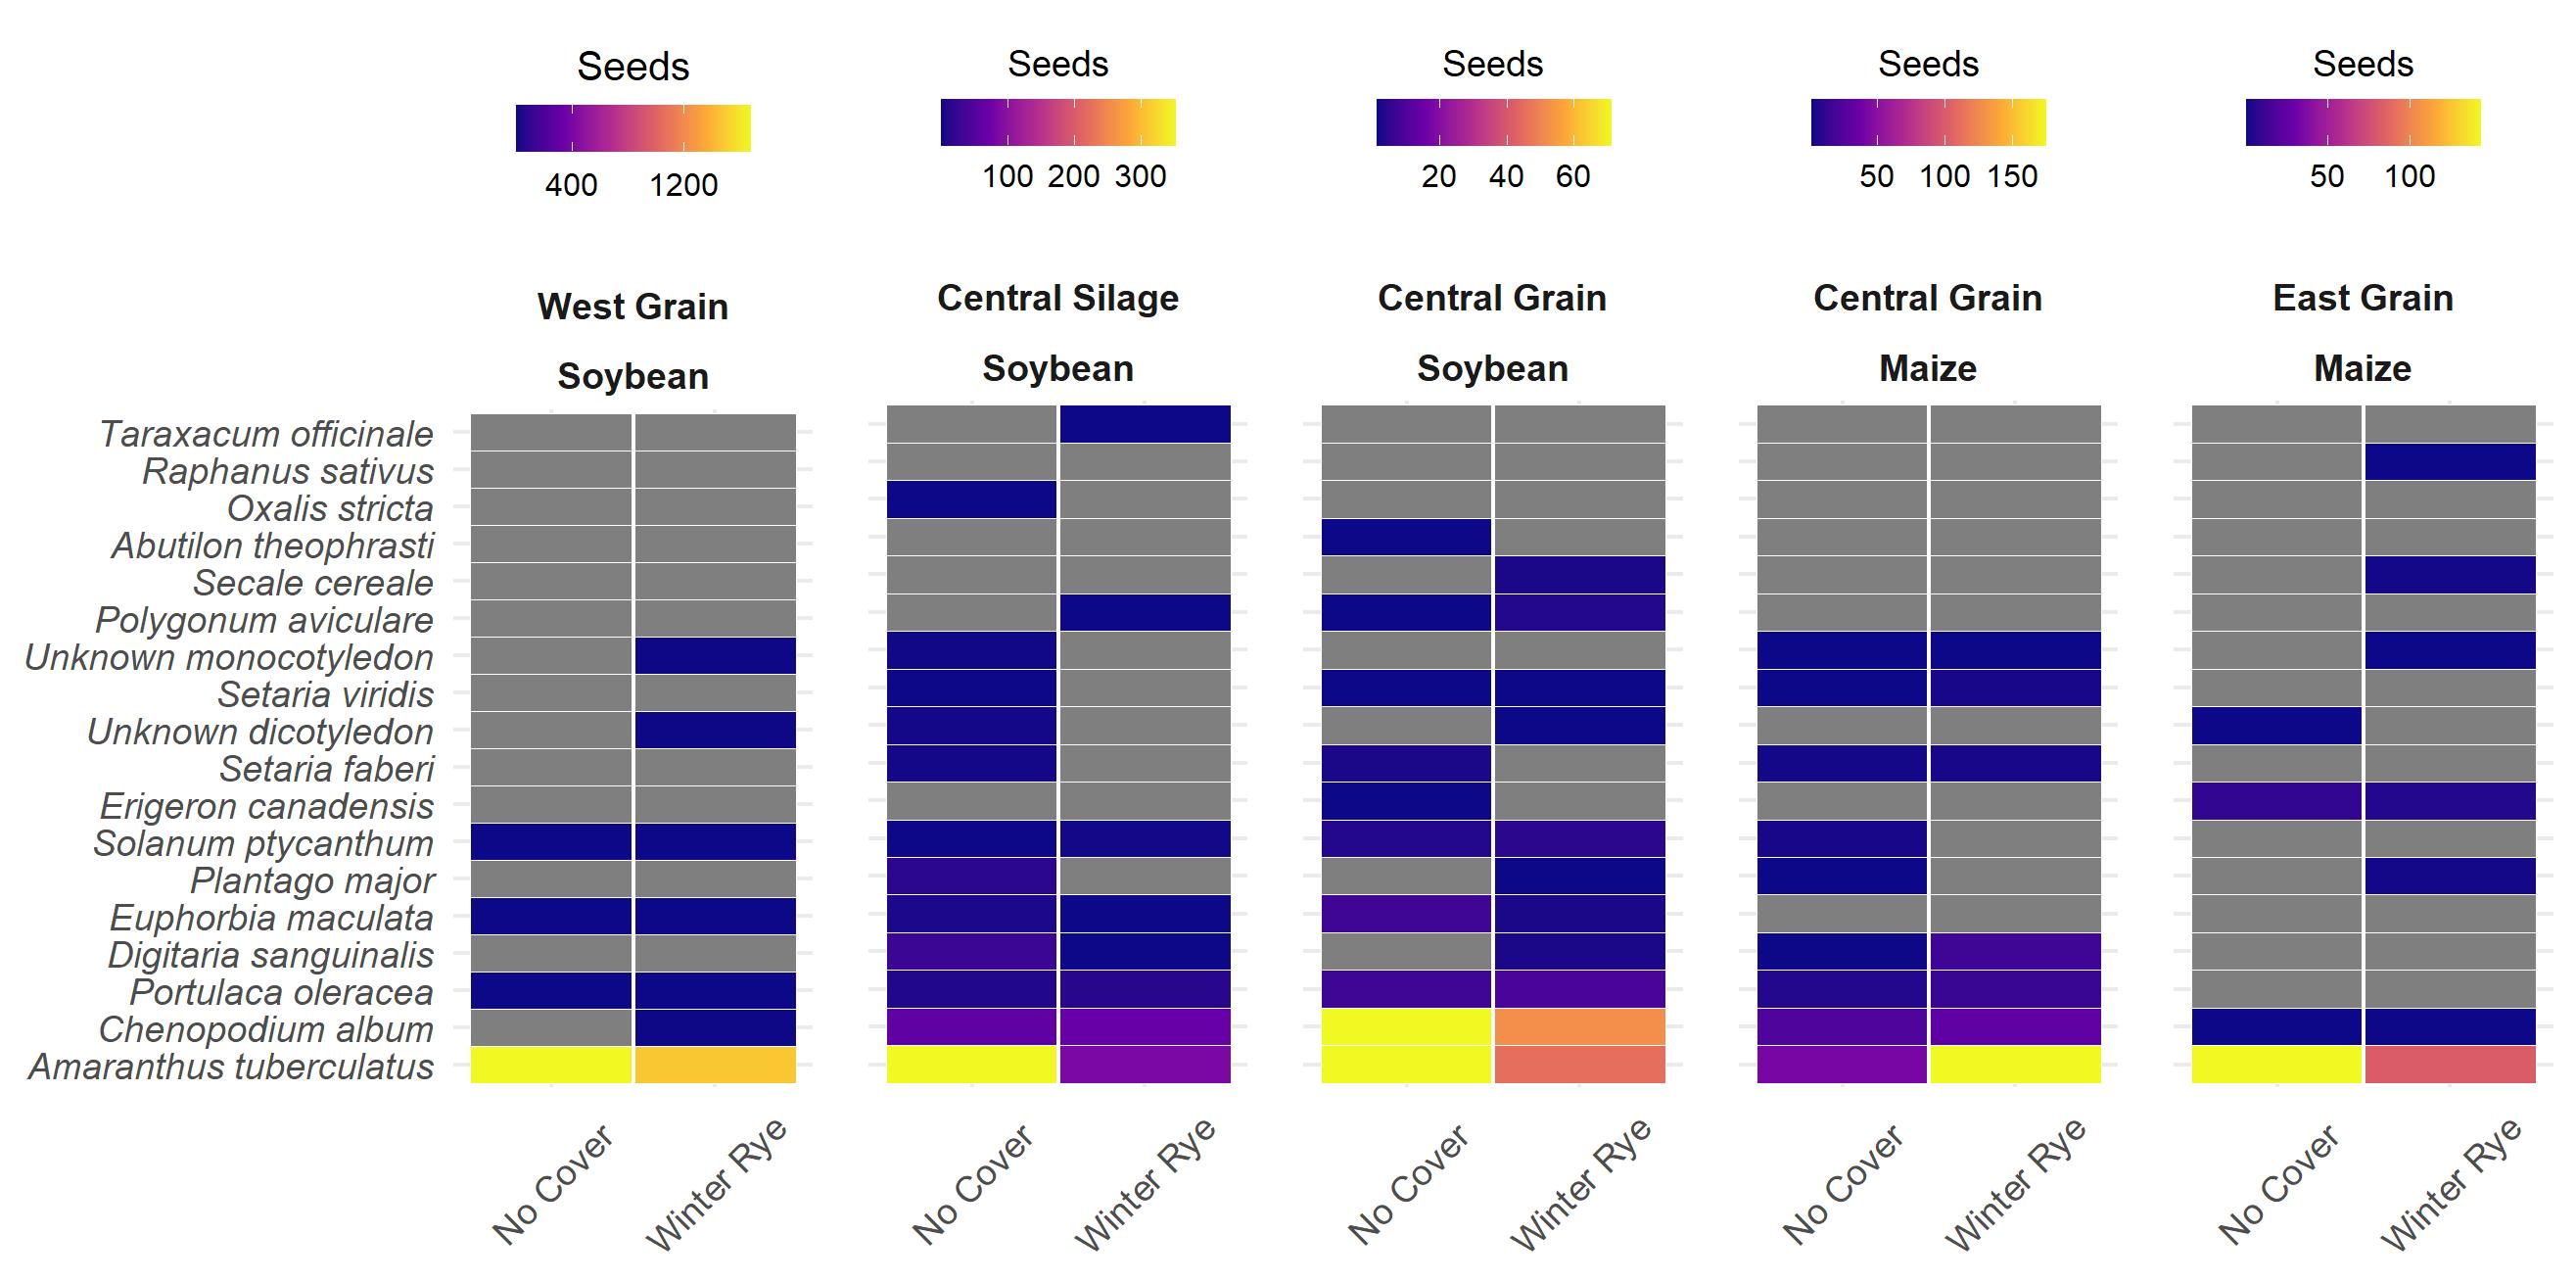 Seeds
400 1200
Seeds
100 200 300
Seeds
20 40 60
Seeds
50 100 150
Seeds
50 100
West Grain
Soybean
Central Silage
Soybean
Central Grain
Soybean
Central Grain
Maize
East Grain
Maize
Taraxacum officinale
Raphanus sativus
Oxalis stricta
Abutilon theophrasti
Secale cereale
Polygonum aviculare
Unknown monocotyledon
Setaria viridis
Unknown dicotyledon
Setaria faberi
Erigeron canadensis
Solanum ptycanthum
Plantago major
Euphorbia maculata
Digitaria sanguinalis
Portulaca oleracea
Chenopodium album
Amaranthus tuberculatus
No Cover
Winter Rye
No Cover
Winter Rye
No Cover
Winter Rye
No Cover
Winter Rye
No Cover
Winter Rye